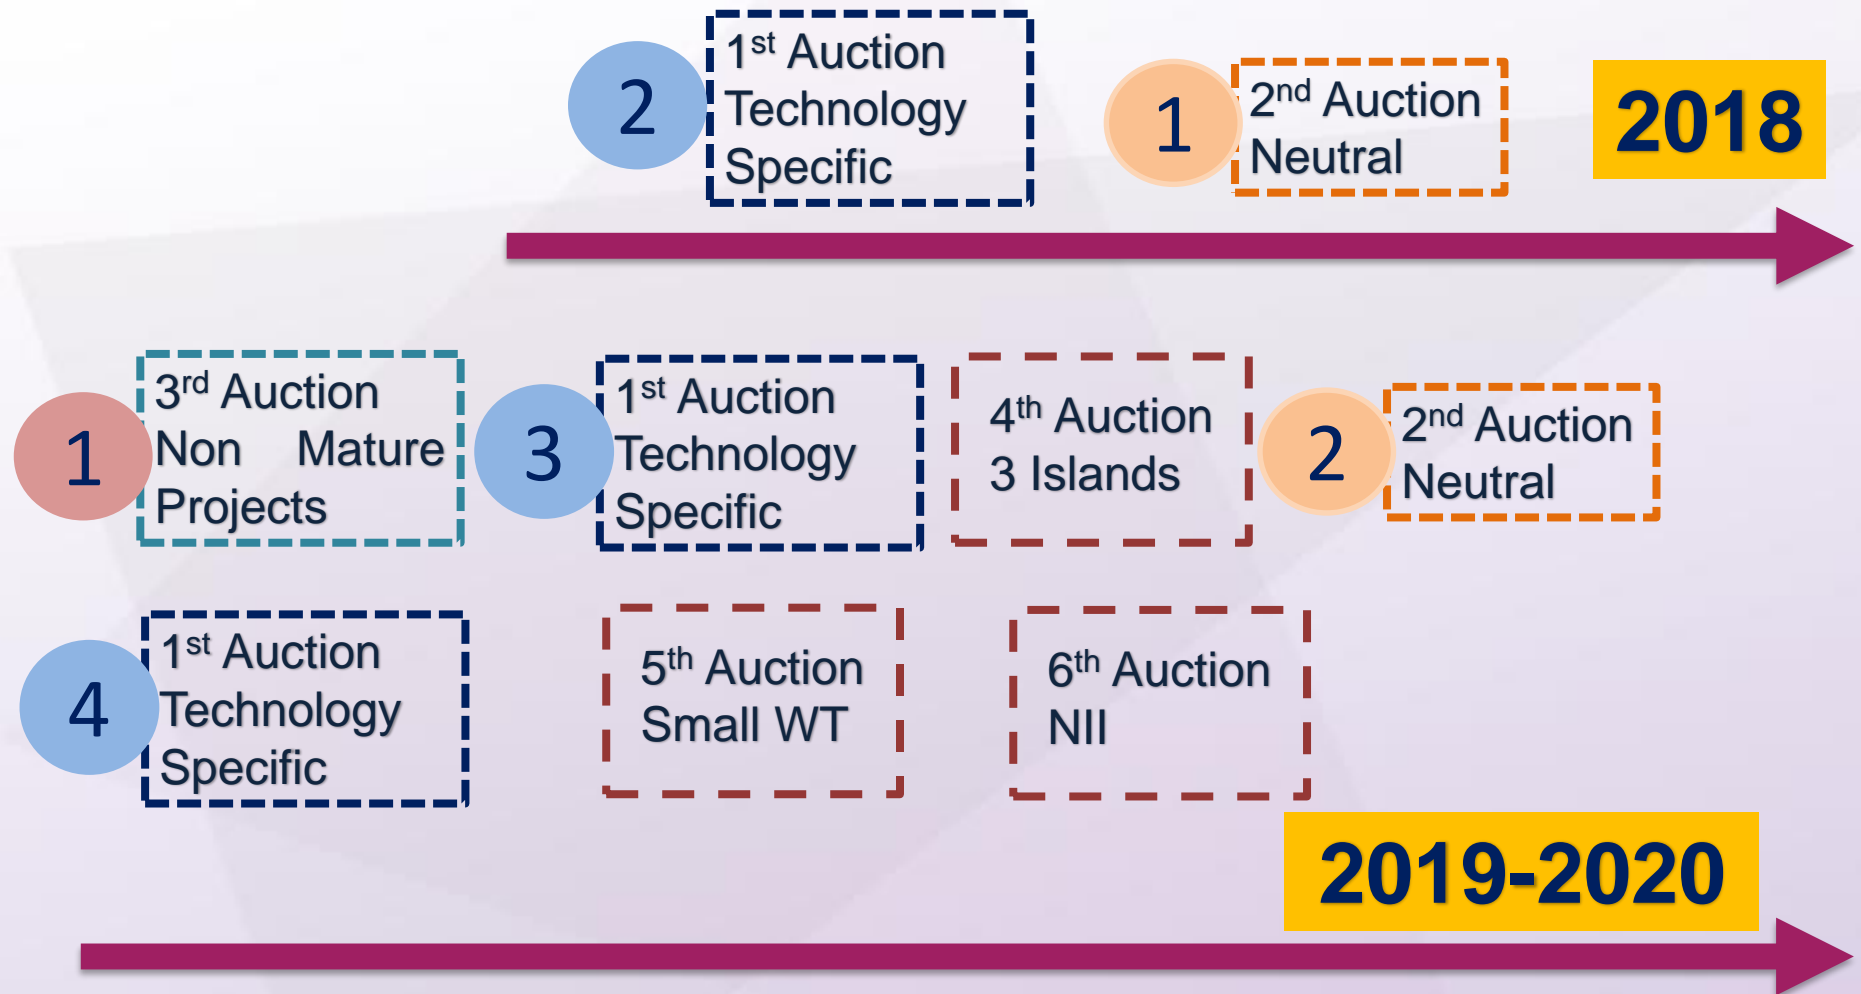 2
1st Auction
Technology
Specific
1
2nd Auction
Neutral
2018
1
3rd Auction
Non Mature
Projects
3
1st Auction
Technology
Specific
4th Auction
3 Islands
2
2nd Auction
Neutral
4
1st Auction
Technology
Specific
5th Auction
Small WT
6th Auction
NII
2019-2020